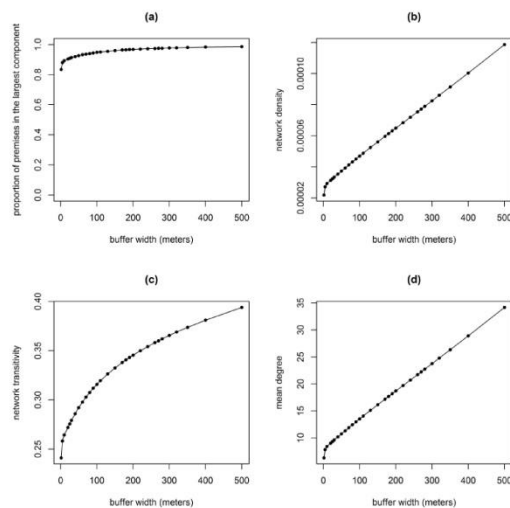 (a)
proportion of premises in the largest component
1.0
0.8
0.6
0.4
0.2
0.0
0 100 200 300 400 500
buffer width (meters)
(b)
network density
0.00010
0.00006
0.00002
0 100 200 300 400 500
buffer width (meters)
(c)
network transitivity
0.40
0.35
0.30
0.25
0 100 200 300 400 500
buffer width (meters)
(d)
mean degree
35
30
25
20
15
10
0 100 200 300 400 500
buffer width (meters)